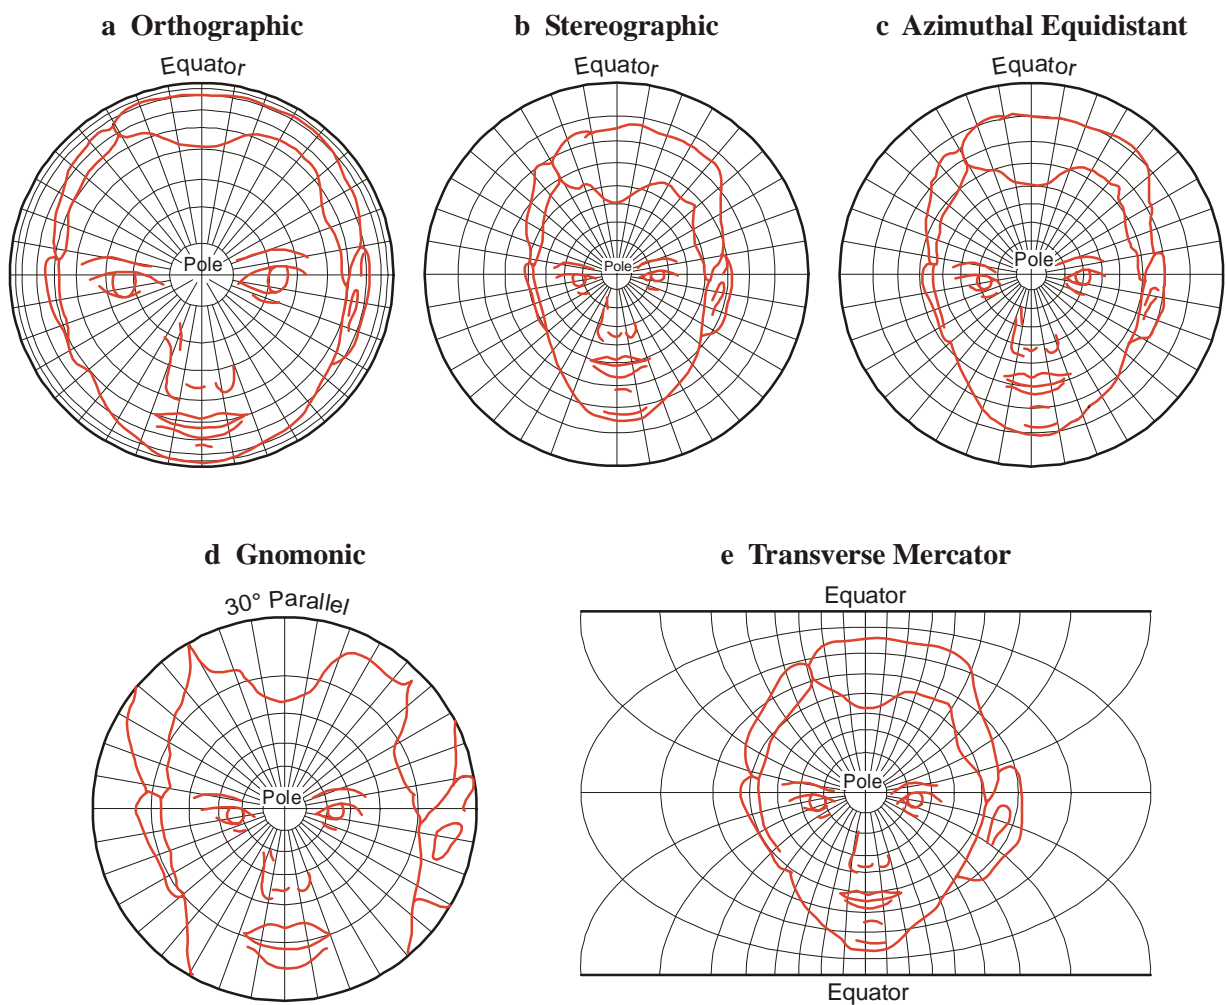 a Orthographic
b Stereographic
c Azimuthal Equidistant
Equator
Equator
Equator
Pole
Pole
Pole
d Gnomonic
e Transverse Mercator
30° Parallel
Equator
Pole
Pole
Equator